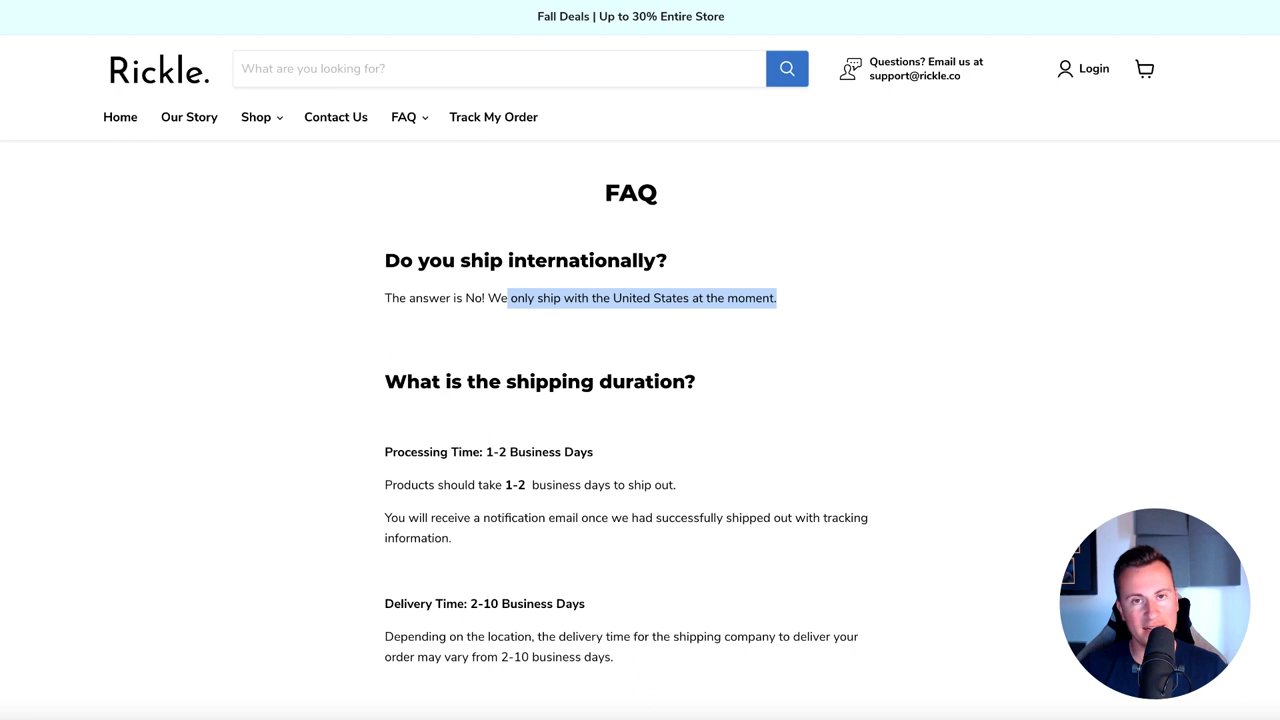 Fall Deals | Up to 30% Entire Store
Rickle.
What are you looking for?
Questions? Email us at
support@rickle.co
Login
Home
Our Story
Shop
Contact Us
FAQ
Track My Order
FAQ
Do you ship internationally?
The answer is No! We only ship with the United States at the moment.
What is the shipping duration?
Processing Time: 1-2 Business Days
Products should take 1-2 business days to ship out.
You will receive a notification email once we had successfully shipped out with tracking
information.
Delivery Time: 2-10 Business Days
Depending on the location, the delivery time for the shipping company to deliver your
order may vary from 2-10 business days.